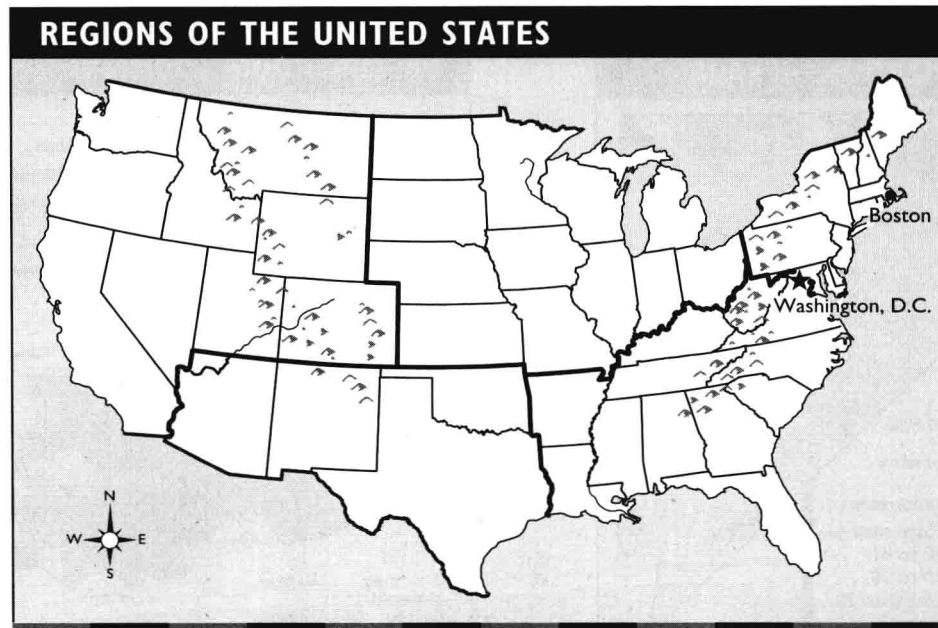 REGIONS OF THE UNITED STATES
Boston
Washington, D.C.
N
W E
S